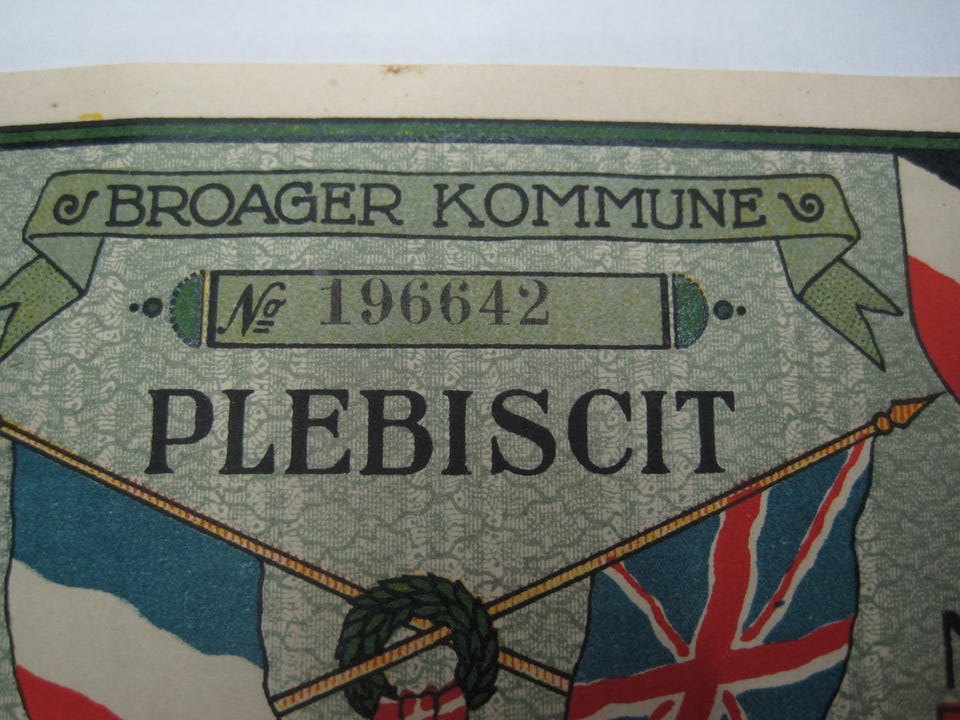 BROAGER KOMMUNE
No 196642
PLEBISCIT